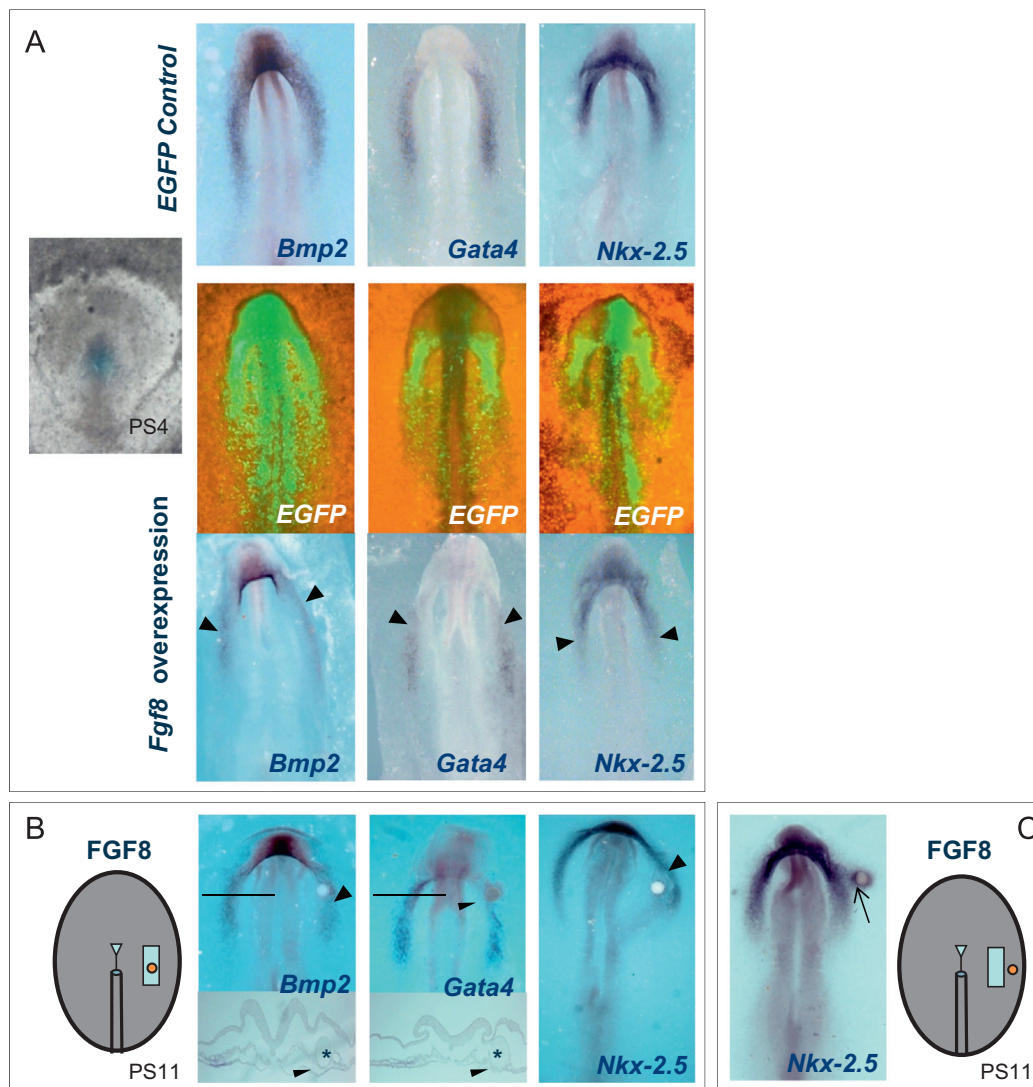 A
EGFP Control
Bmp2
Gata4
Nkx-2.5
PS4
EGFP
EGFP
EGFP
Fgf8 overexpression
Bmp2
Gata4
Nkx-2.5
B
FGF8
PS11
Bmp2
*
Gata4
*
Nkx-2.5
C
FGF8
Nkx-2.5
PS11